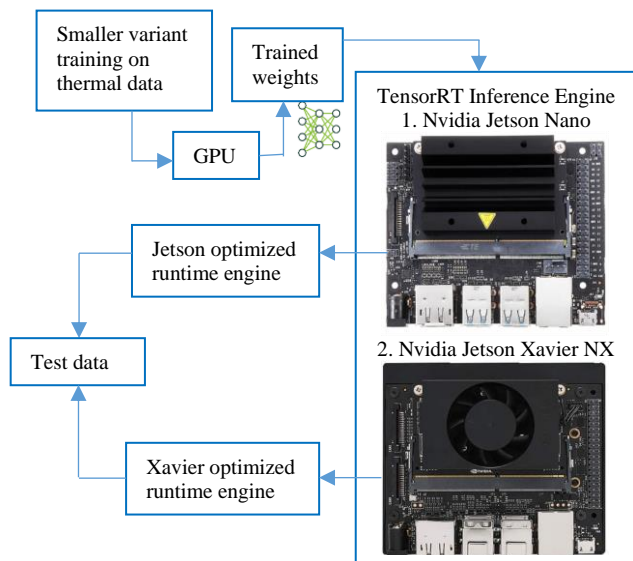 Smaller variant
training on
thermal data
Trained
weights
GPU
TensorRT Inference Engine
1. Nvidia Jetson Nano
Jetson optimized
runtime engine
Test data
2. Nvidia Jetson Xavier NX
Xavier optimized
runtime engine
NVIDIA